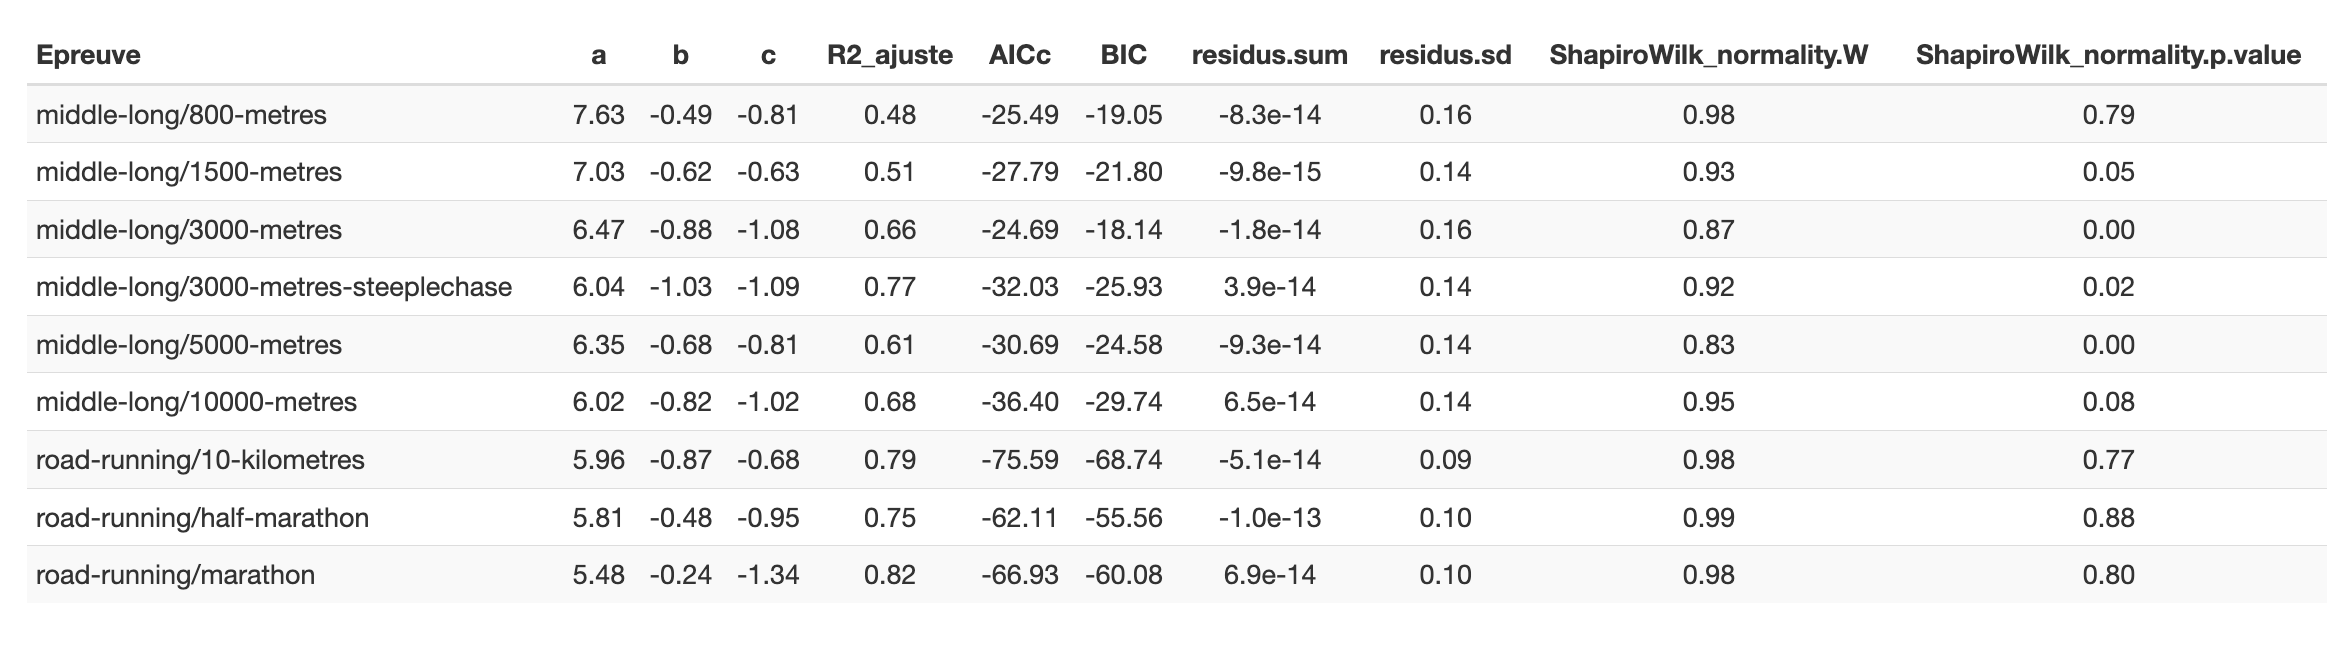 Epreuve a b c R2_ajuste AICc BIC residus.sum residus.sd ShapiroWilk_normality.W ShapiroWilk_normality.p.value
middle-long/800-metres 7.63 -0.49 -0.81 0.48 -25.49 -19.05 -8.3e-14 0.16 0.98 0.79
middle-long/1500-metres 7.03 -0.62 -0.63 0.51 -27.79 -21.80 -9.8e-15 0.14 0.93 0.05
middle-long/3000-metres 6.47 -0.88 -1.08 0.66 -24.69 -18.14 -1.8e-14 0.16 0.87 0.00
middle-long/3000-metres-steeplechase 6.04 -1.03 -1.09 0.77 -32.03 -25.93 3.9e-14 0.14 0.92 0.02
middle-long/5000-metres 6.35 -0.68 -0.81 0.61 -30.69 -24.58 -9.3e-14 0.14 0.83 0.00
middle-long/10000-metres 6.02 -0.82 -1.02 0.68 -36.40 -29.74 6.5e-14 0.14 0.95 0.08
road-running/10-kilometres 5.96 -0.87 -0.68 0.79 -75.59 -68.74 -5.1e-14 0.09 0.98 0.77
road-running/half-marathon 5.81 -0.48 -0.95 0.75 -62.11 -55.56 -1.0e-13 0.10 0.99 0.88
road-running/marathon 5.48 -0.24 -1.34 0.82 -66.93 -60.08 6.9e-14 0.10 0.98 0.80